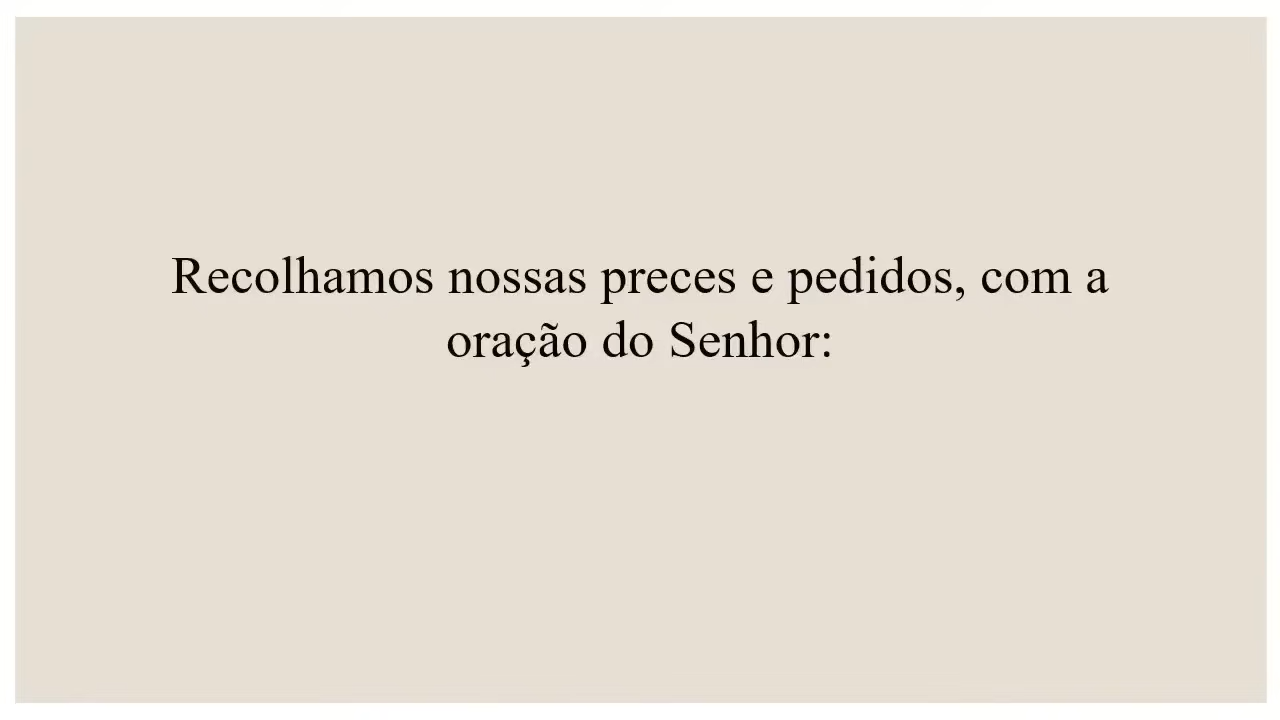 Recolhamos nossas preces e pedidos, com a
oração do Senhor: